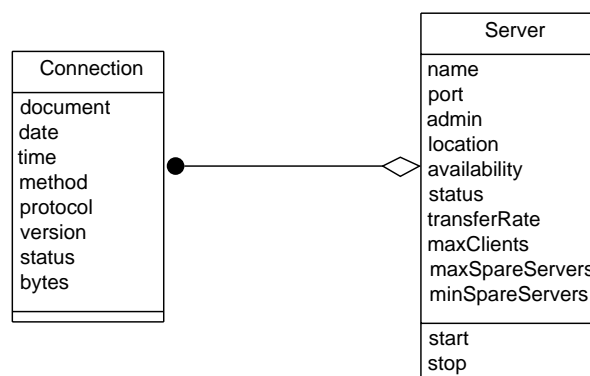 Connection
document
date
time
method
protocol
version
status
bytes
Server
name
port
admin
location
availability
status
transferRate
maxClients
maxSpareServers
minSpareServers
start
stop